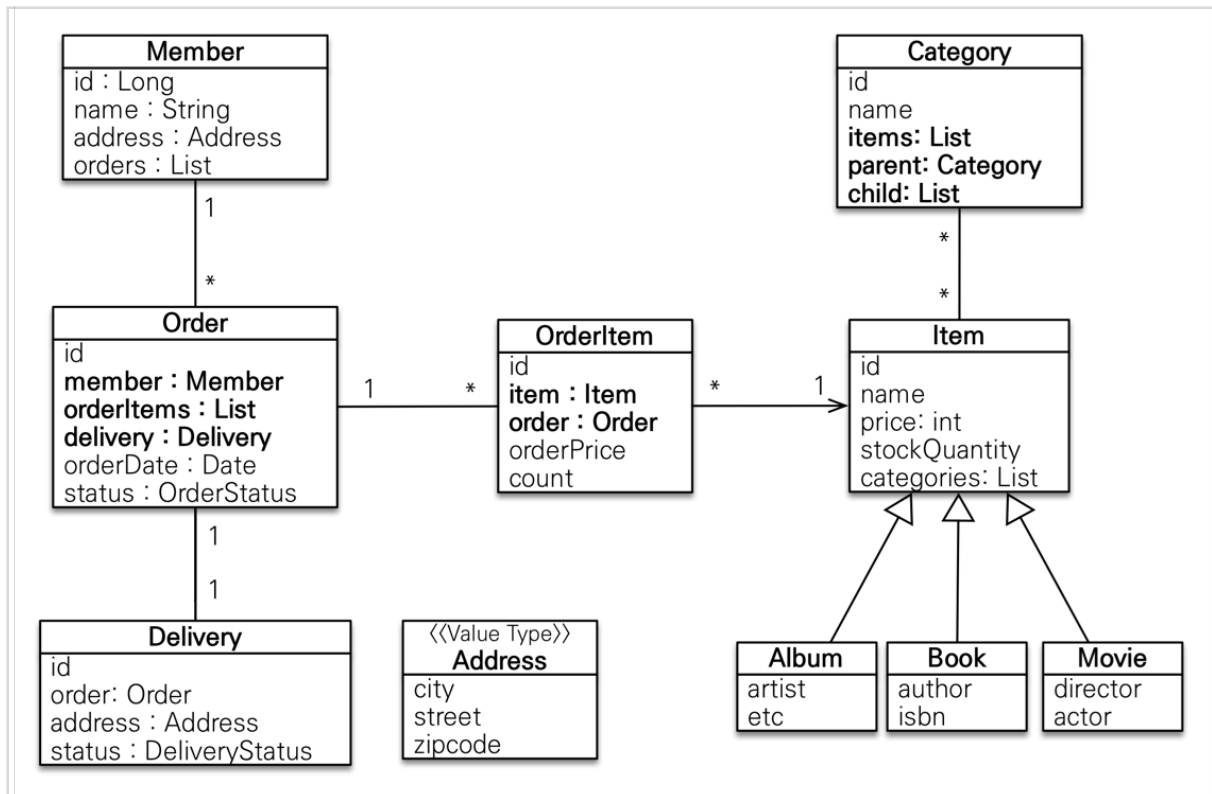 Member
id : Long
name : String
address : Address
orders : List
Category
id
name
items: List
parent: Category
child: List
1
*
*
*
Order
id
member : Member
orderItems : List
delivery : Delivery
orderDate : Date
status : OrderStatus
1
*
OrderItem
id
item : Item
order : Order
orderPrice
count
*
1
Item
id
name
price: int
stockQuantity
categories: List
1
1
Delivery
id
order: Order
address : Address
status : DeliveryStatus
《Value Type》
Address
city
street
zipcode
Album
artist
etc
Book
author
isbn
Movie
director
actor